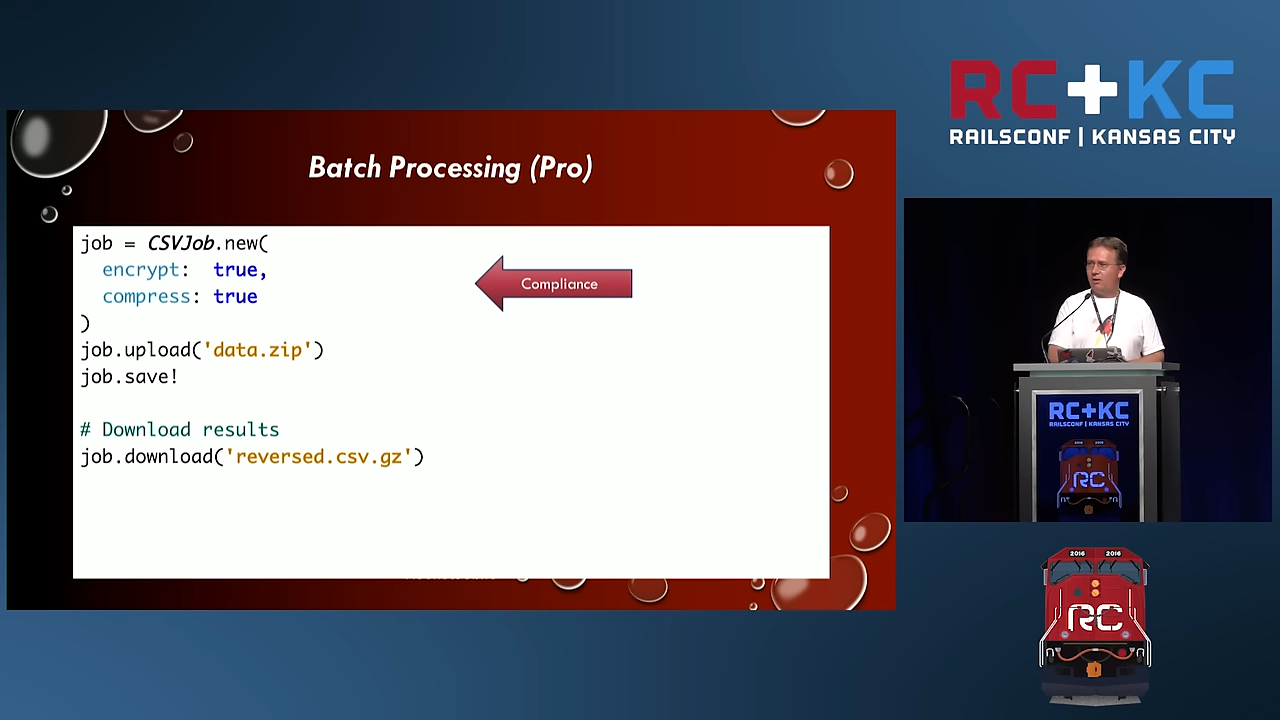 RC+KC
RAILSCONF | KANSAS CITY
Batch Processing (Pro)
job = CSVJob.new(
  encrypt:  true,
  compress: true
)
job.upload('data.zip')
job.save!
# Download results
job.download('reversed.csv.gz')
Compliance
RC+KC
RAILSCONF | KANSAS CITY
RC
2016 2016
RC